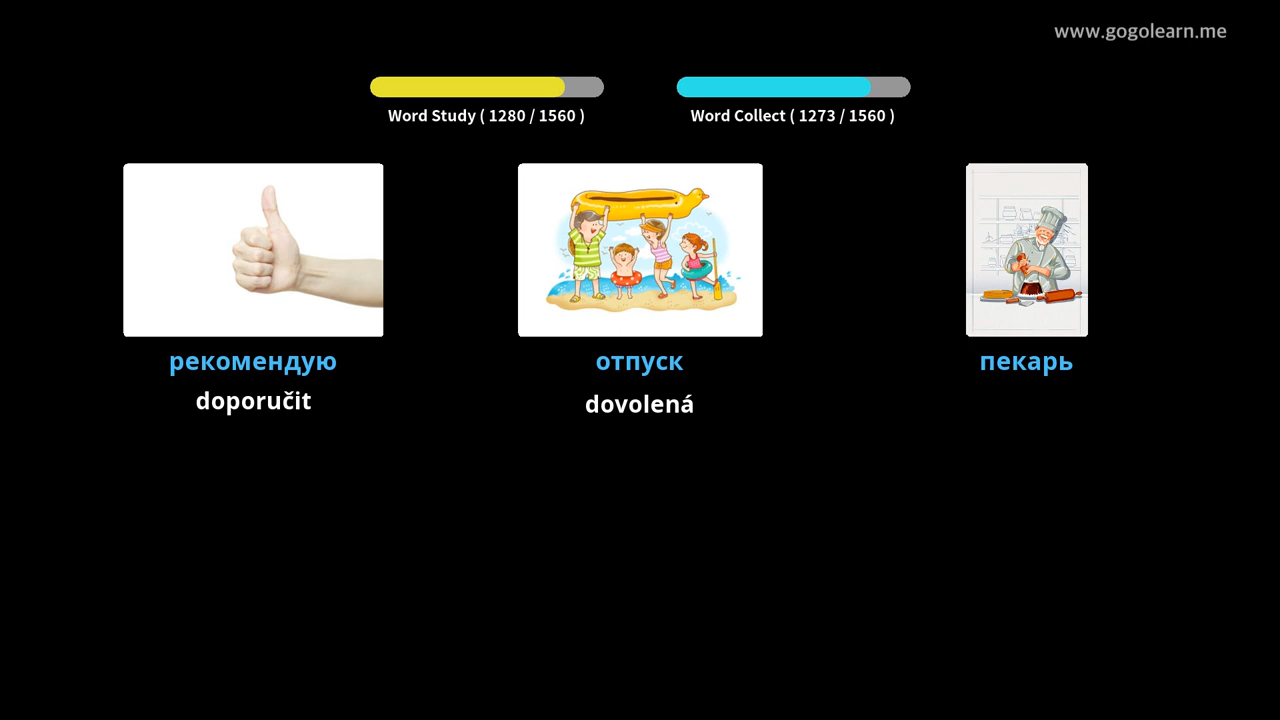 www.gogolearn.me
Word Study ( 1280 / 1560 )
Word Collect ( 1273 / 1560 )
рекомендую
doporučit
отпуск
dovolená
пекарь